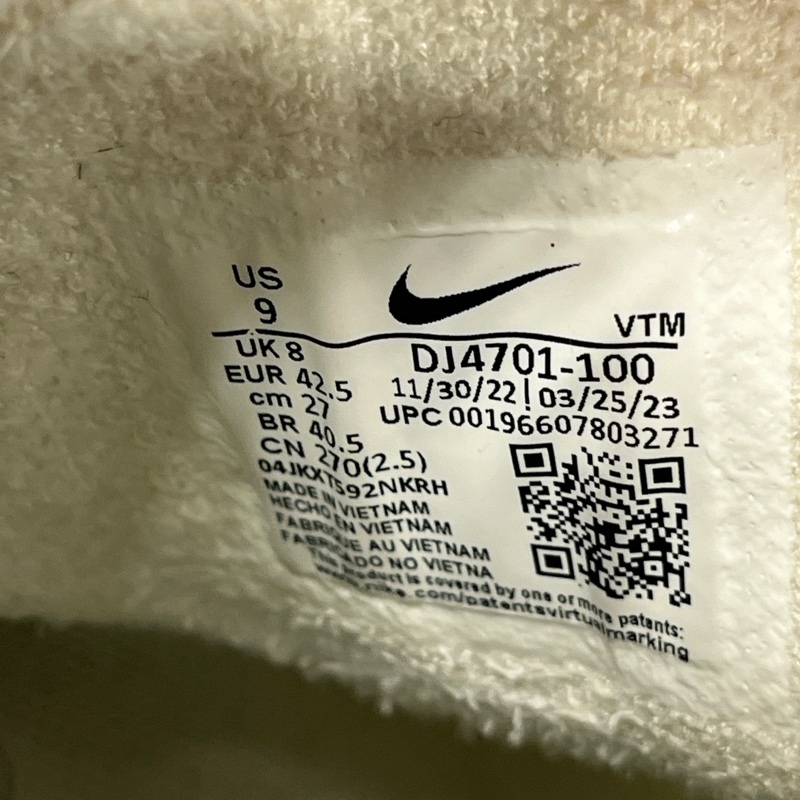 US
9
VTM
UK 8
EUR 42.5
cm 27
BR 40.5
CN 270(2.5)
04JKXT592NKRH
MADE IN VIETNAM
HECHO EN VIETNAM
FABRIQUE AU VIETNAM
FABRICADO NO VIETNA
DJ4701-100
11/30/22 | 03/25/23
UPC 00196607803271
This product is covered by one or more patents:
www.nike.com/patentsvirtualmarking